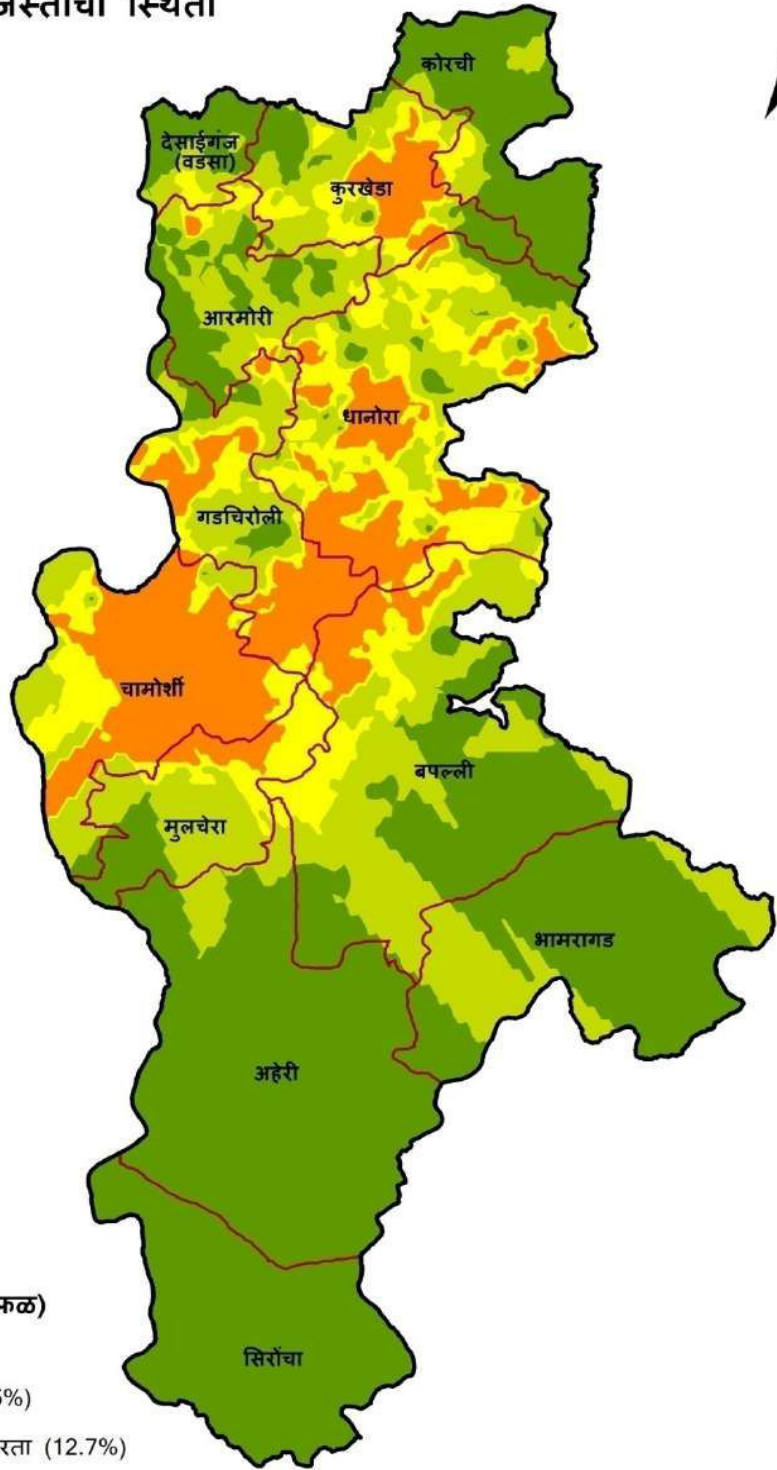 जस्ताची स्थिती
कोरची
देसाईगंज
(वडसा)
कुरखेडा
आरमोरी
धानोरा
गडचिरोली
चामोर्शी
बपल्ली
मुलचेरा
भामरागड
अहेरी
फळ)
सिरोंचा
%)
रता (12.7%)